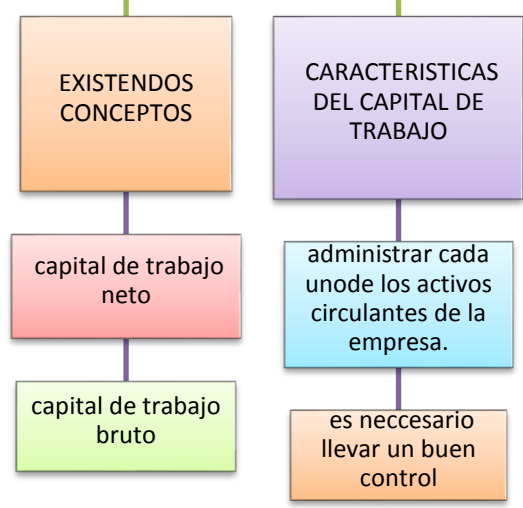 EXISTENDOS
CONCEPTOS
capital de trabajo
neto
capital de trabajo
bruto
CARACTERISTICAS
DEL CAPITAL DE
TRABAJO
administrar cada
unode los activos
circulantes de la
empresa.
es neccesario
llevar un buen
control